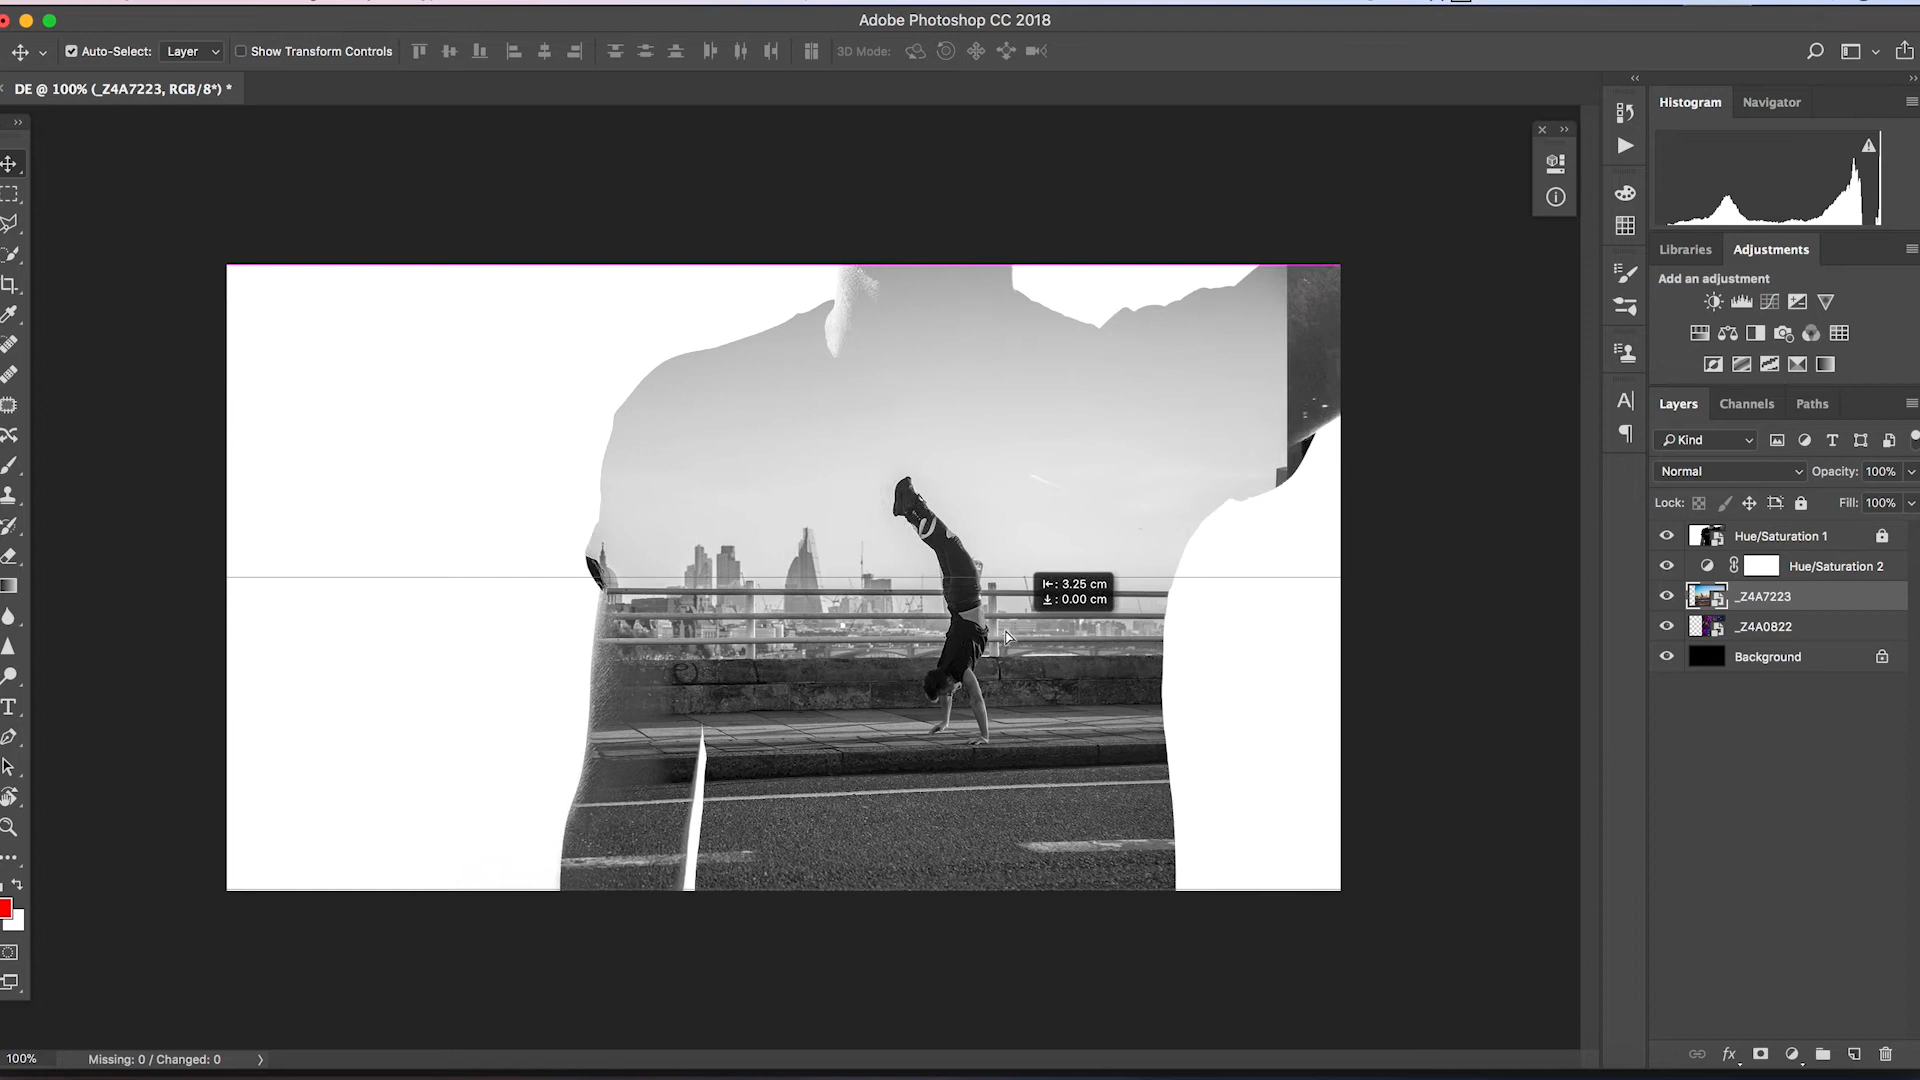 Adobe Photoshop CC 2018
Auto-Select: Layer Show Transform Controls 3D Mode:
DE @ 100% (_Z4A7223, RGB/8*) *
Histogram Navigator
Libraries Adjustments
Add an adjustment
Layers Channels Paths
Kind
Normal Opacity: 100%
Lock: Fill: 100%
Hue/Saturation 1
Hue/Saturation 2
_Z4A7223
_Z4A0822
Background
: 3.25 cm
: 0.00 cm
100% Missing: 0 / Changed: 0